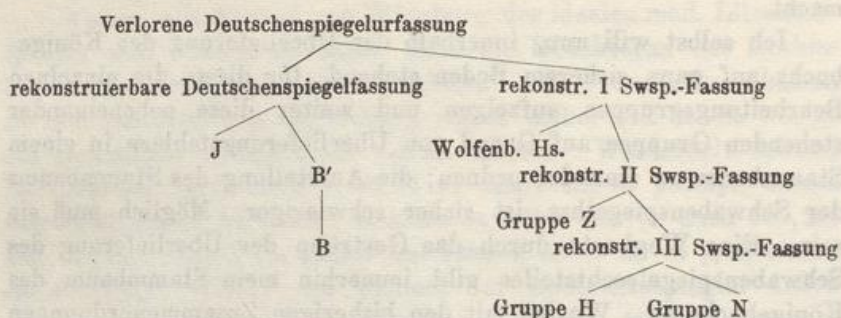 Verlorene Deutschenspiegelurfassung
rekonstruierbare Deutschenspiegelfassung rekonstr. I Swsp.-Fassung
J Wolfenb. Hs.
B′ rekonstr. II Swsp.-Fassung
Gruppe Z
B rekonstr. III Swsp.-Fassung
Gruppe H Gruppe N